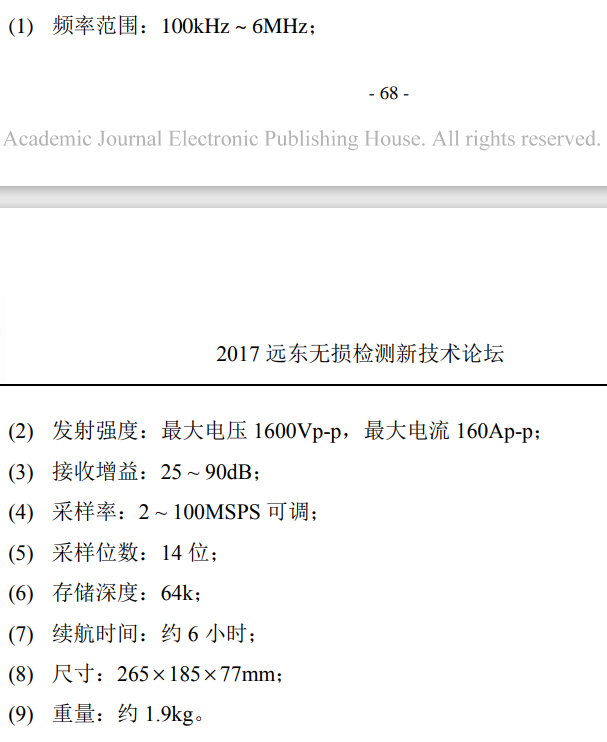 (1) 频率范围：100kHz ~ 6MHz；
- 68 -
Academic Journal Electronic Publishing House. All rights reserved.
2017 远东无损检测新技术论坛
(2) 发射强度：最大电压 1600Vp-p，最大电流 160Ap-p；
(3) 接收增益：25 ~ 90dB；
(4) 采样率：2 ~ 100MSPS 可调；
(5) 采样位数：14 位；
(6) 存储深度：64k；
(7) 续航时间：约 6 小时；
(8) 尺寸：265×185×77mm；
(9) 重量：约 1.9kg。